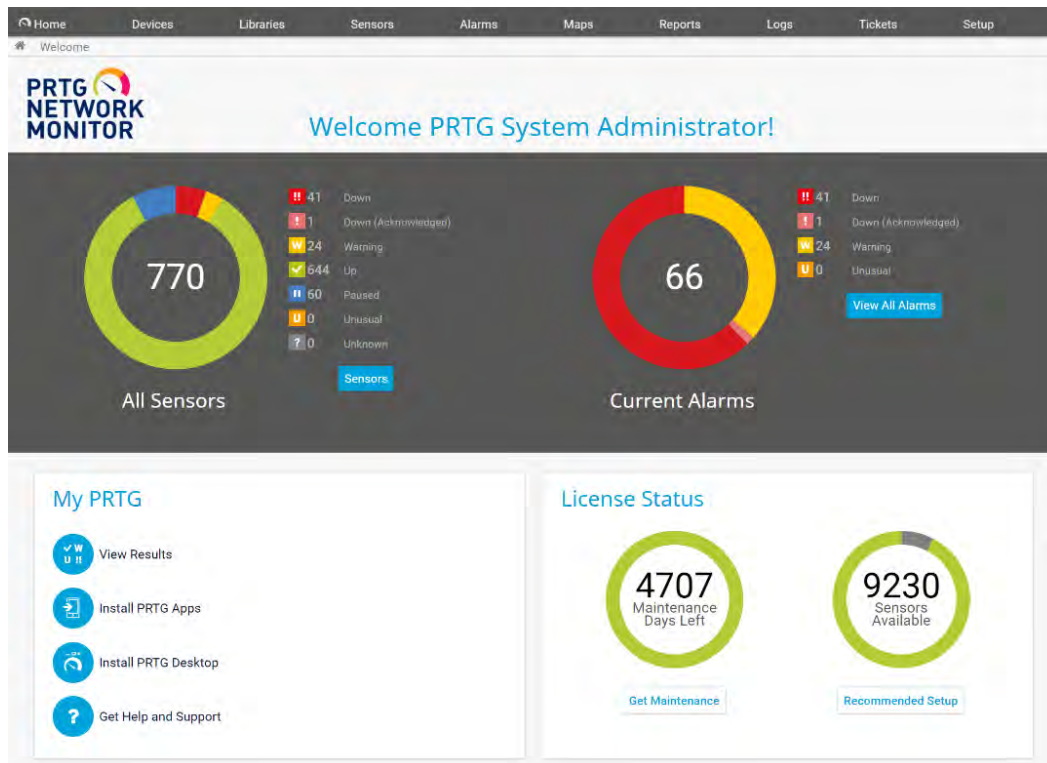 Home Devices Libraries Sensors Alarms Maps Reports Logs Tickets Setup
Welcome
PRTG
NETWORK
MONITOR
Welcome PRTG System Administrator!
770
All Sensors
!! 41 Down
! 1 Down (Acknowledged)
W 24 Warning
644 Up
60 Paused
U 0 Unusual
? 0 Unknown
Sensors
66
Current Alarms
!! 41 Down
! 1 Down (Acknowledged)
W 24 Warning
U 0 Unusual
View All Alarms
My PRTG
View Results
Install PRTG Apps
Install PRTG Desktop
? Get Help and Support
License Status
4707
Maintenance
Days Left
Get Maintenance
9230
Sensors
Available
Recommended Setup